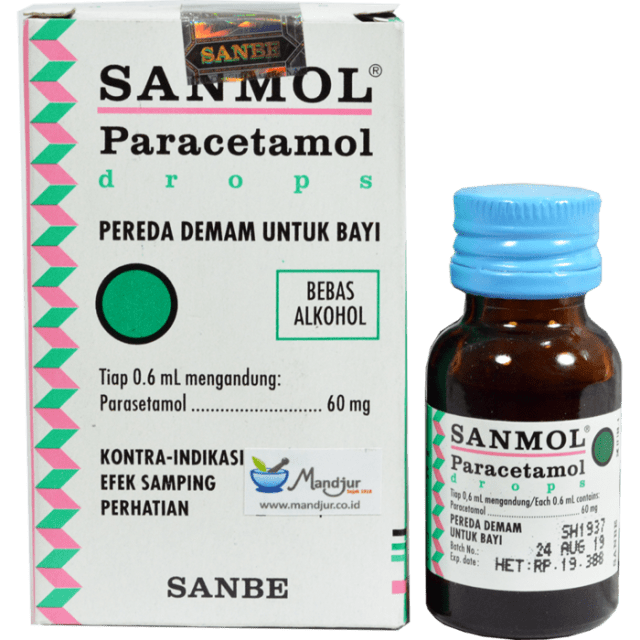 SANBE
SANMOL®
Paracetamol
drops
PEREDA DEMAM UNTUK BAYI
BEBAS
ALKOHOL
Tiap 0.6 mL mengandung:
Parasetamol ........................... 60 mg
KONTRA-INDIKASI
EFEK SAMPING
PERHATIAN
Mandjur
www.mandjur.co.id
SANBE
SANMOL®
Paracetamol
drops
Tiap 0,6 mL mengandung/Each 0.6 mL contains:
Paracetamol ........................... 60 mg
PEREDA DEMAM
UNTUK BAYI
SANBE
Batch No.: SH1937
Exp. date: 24 AUG 19
HET:RP.19.388